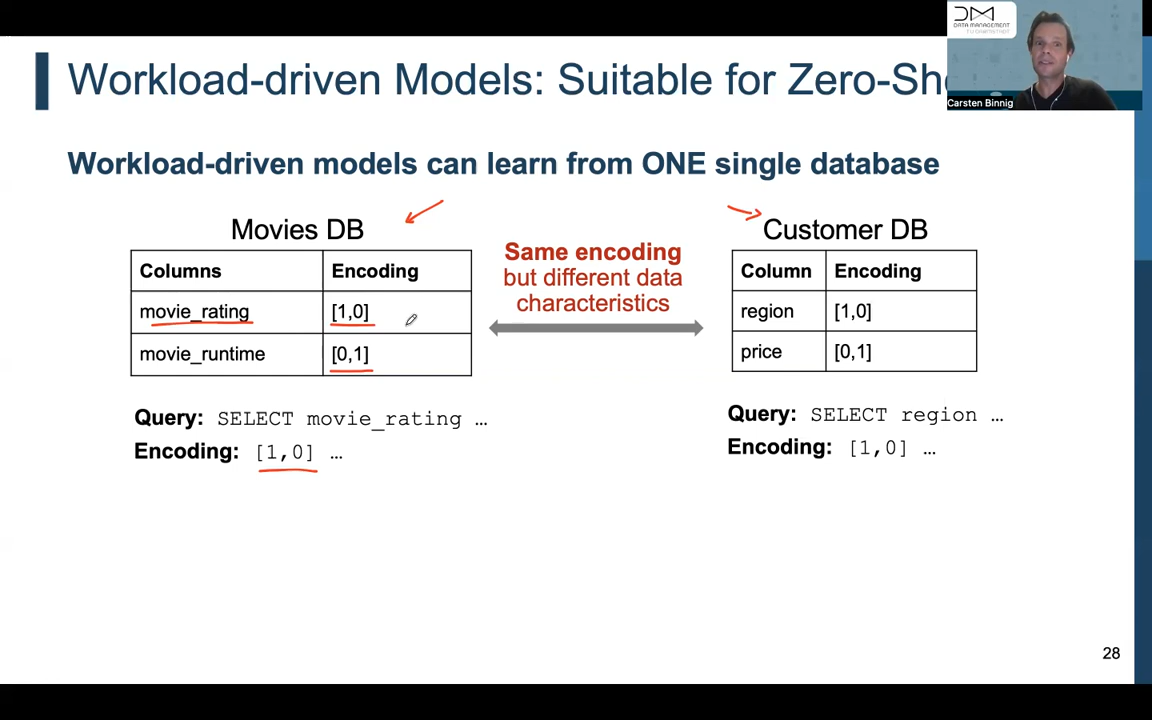 DM
DATA MANAGEMENT
Carsten Binnig
Workload-driven Models: Suitable for Zero-Sh
Workload-driven models can learn from ONE single database
Movies DB
Columns Encoding
movie_rating [1,0]
movie_runtime [0,1]
Query: SELECT movie_rating …
Encoding: [1,0] …
Same encoding
but different data
characteristics
Customer DB
Column Encoding
region [1,0]
price [0,1]
Query: SELECT region …
Encoding: [1,0] …
28